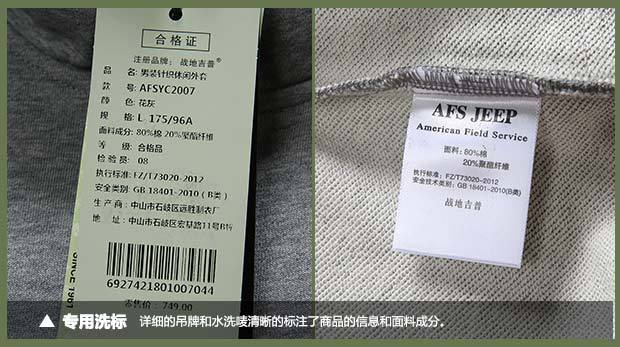 合格证
注册品牌：战地吉普®
品 名：男装针织休闲外套
款 号：AFSYC2007
颜 色：花灰
规 格：L 175/96A
面料成分：80%棉 20%聚酯纤维
等 级：合格品
检 验 员：08
执行标准：FZ/T73020-2012
安全类别：GB 18401-2010（B类）
生 产 商：中山市石岐区远胜制衣厂
地 址：中山市石岐区宏基路11号B幢
6927421801007044
零售价：749.00
SINCE 1961
AFS JEEP
American Field Service
面料：80%棉
20%聚酯纤维
执行标准：FZ/T73020-2012
安全技术类别：GB 18401-2010(B类)
战地吉普
▲ 专用洗标 详细的吊牌和水洗唛清晰的标注了商品的信息和面料成分。